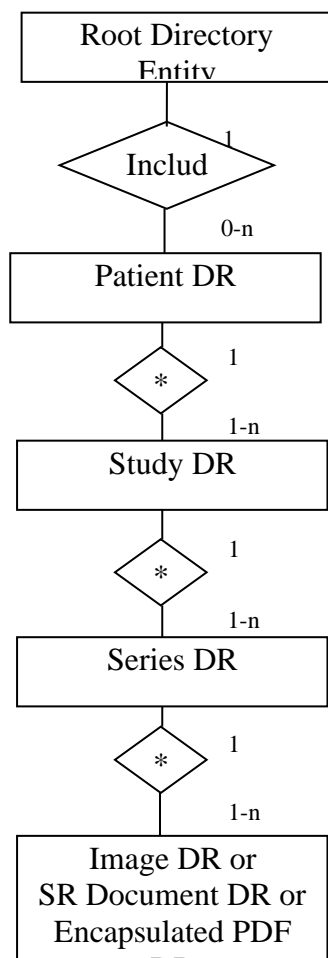 Root Directory
Entity
1
Includ
0-n
Patient DR
1
*
1-n
Study DR
1
*
1-n
Series DR
1
*
1-n
Image DR or
SR Document DR or
Encapsulated PDF